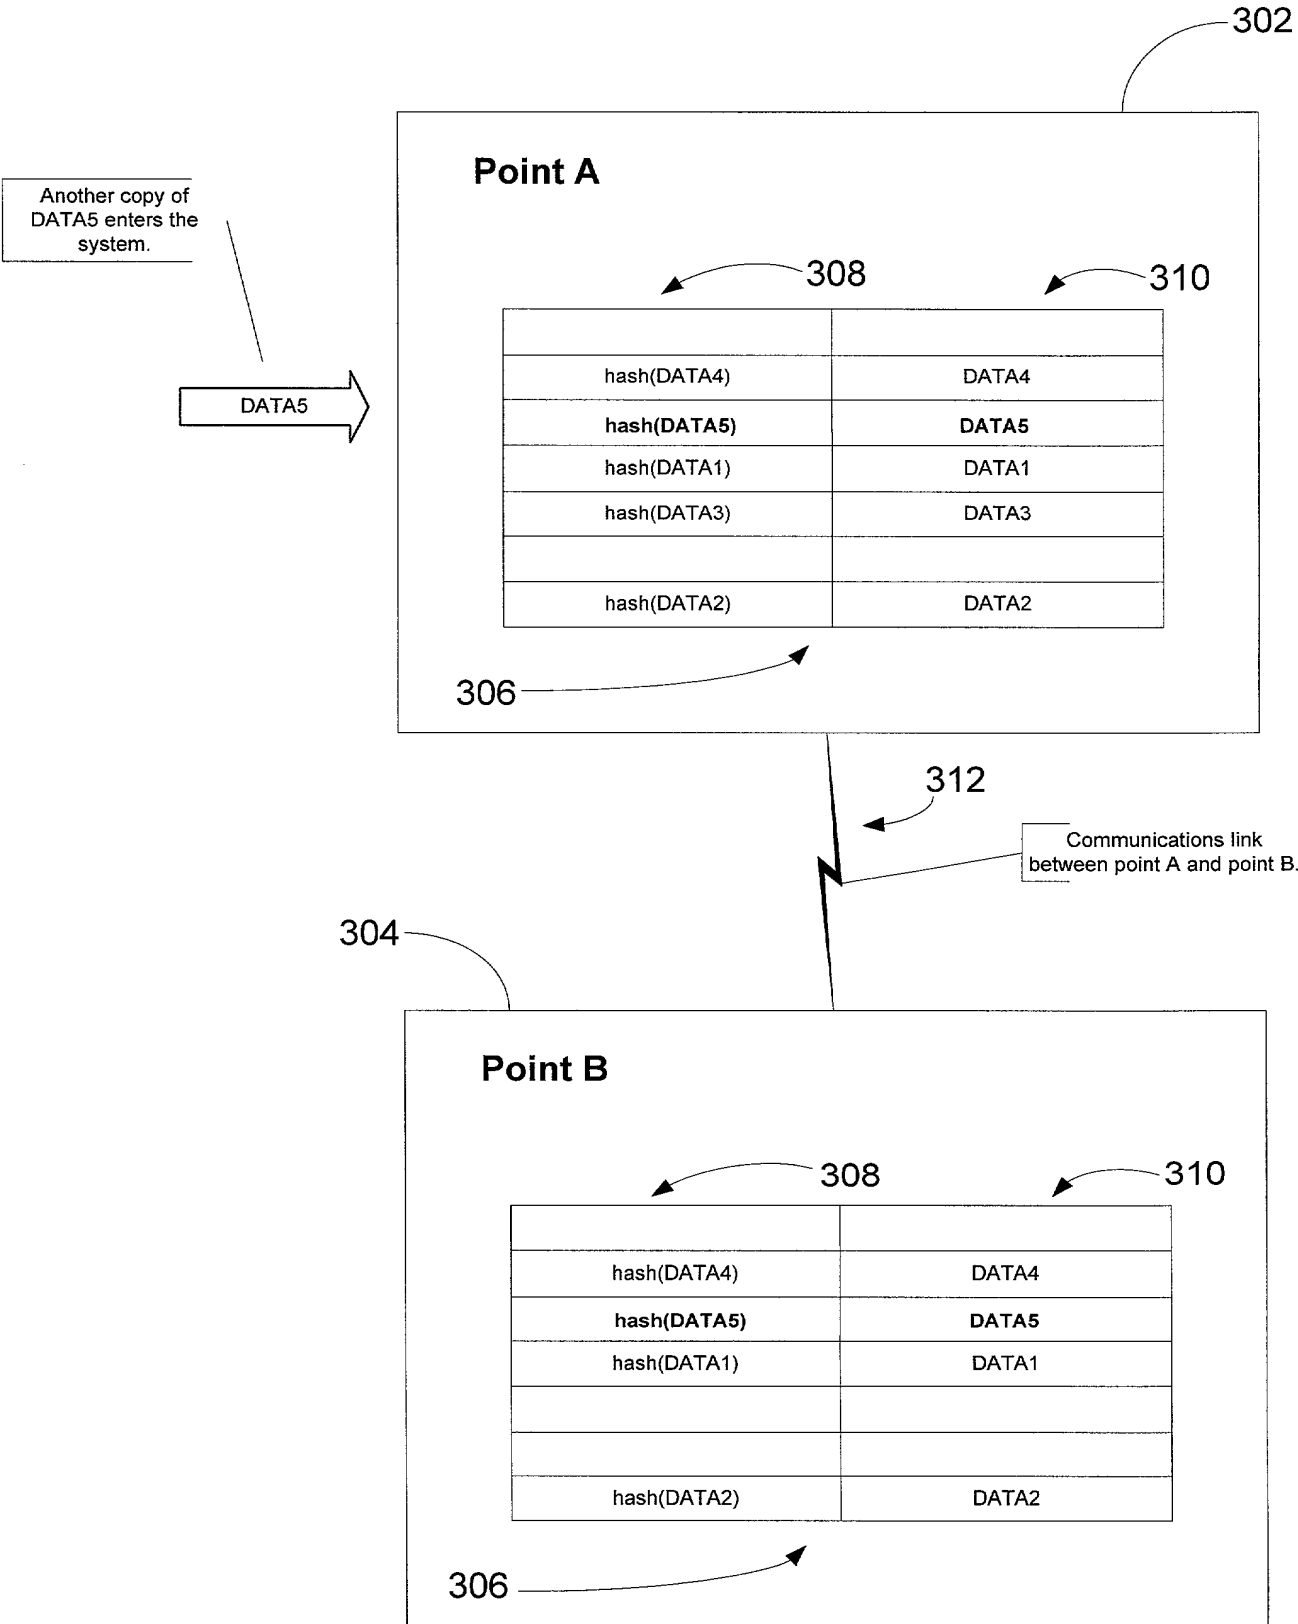 302
Point A
Another copy of
DATA5 enters the
system.
308
310
hash(DATA4) DATA4
DATA5
hash(DATA5) DATA5
hash(DATA1) DATA1
hash(DATA3) DATA3
hash(DATA2) DATA2
306
312
Communications link
between point A and point B.
304
Point B
308
310
hash(DATA4) DATA4
hash(DATA5) DATA5
hash(DATA1) DATA1
hash(DATA2) DATA2
306